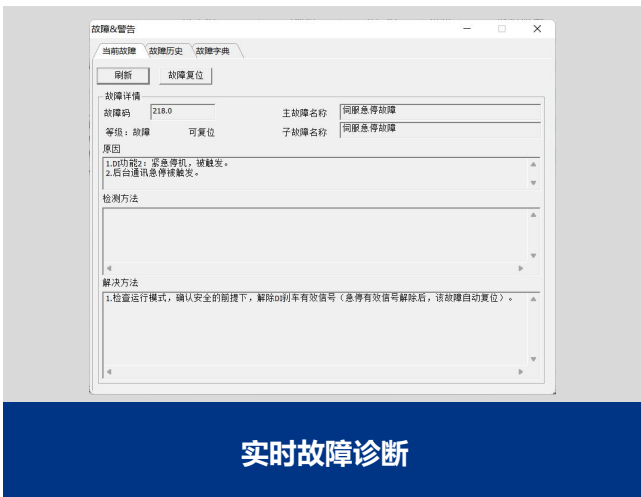 故障&警告
当前故障 故障历史 故障字典
刷新 故障复位
故障详情
故障码 218.0 主故障名称 伺服急停故障
等级：故障 可复位 子故障名称 伺服急停故障
原因
1.DI功能2：紧急停机，被触发。
2.后台通讯急停被触发。
检测方法
解决方法
1.检查运行模式，确认安全的前提下，解除DI刹车有效信号（急停有效信号解除后，该故障自动复位）。
实时故障诊断